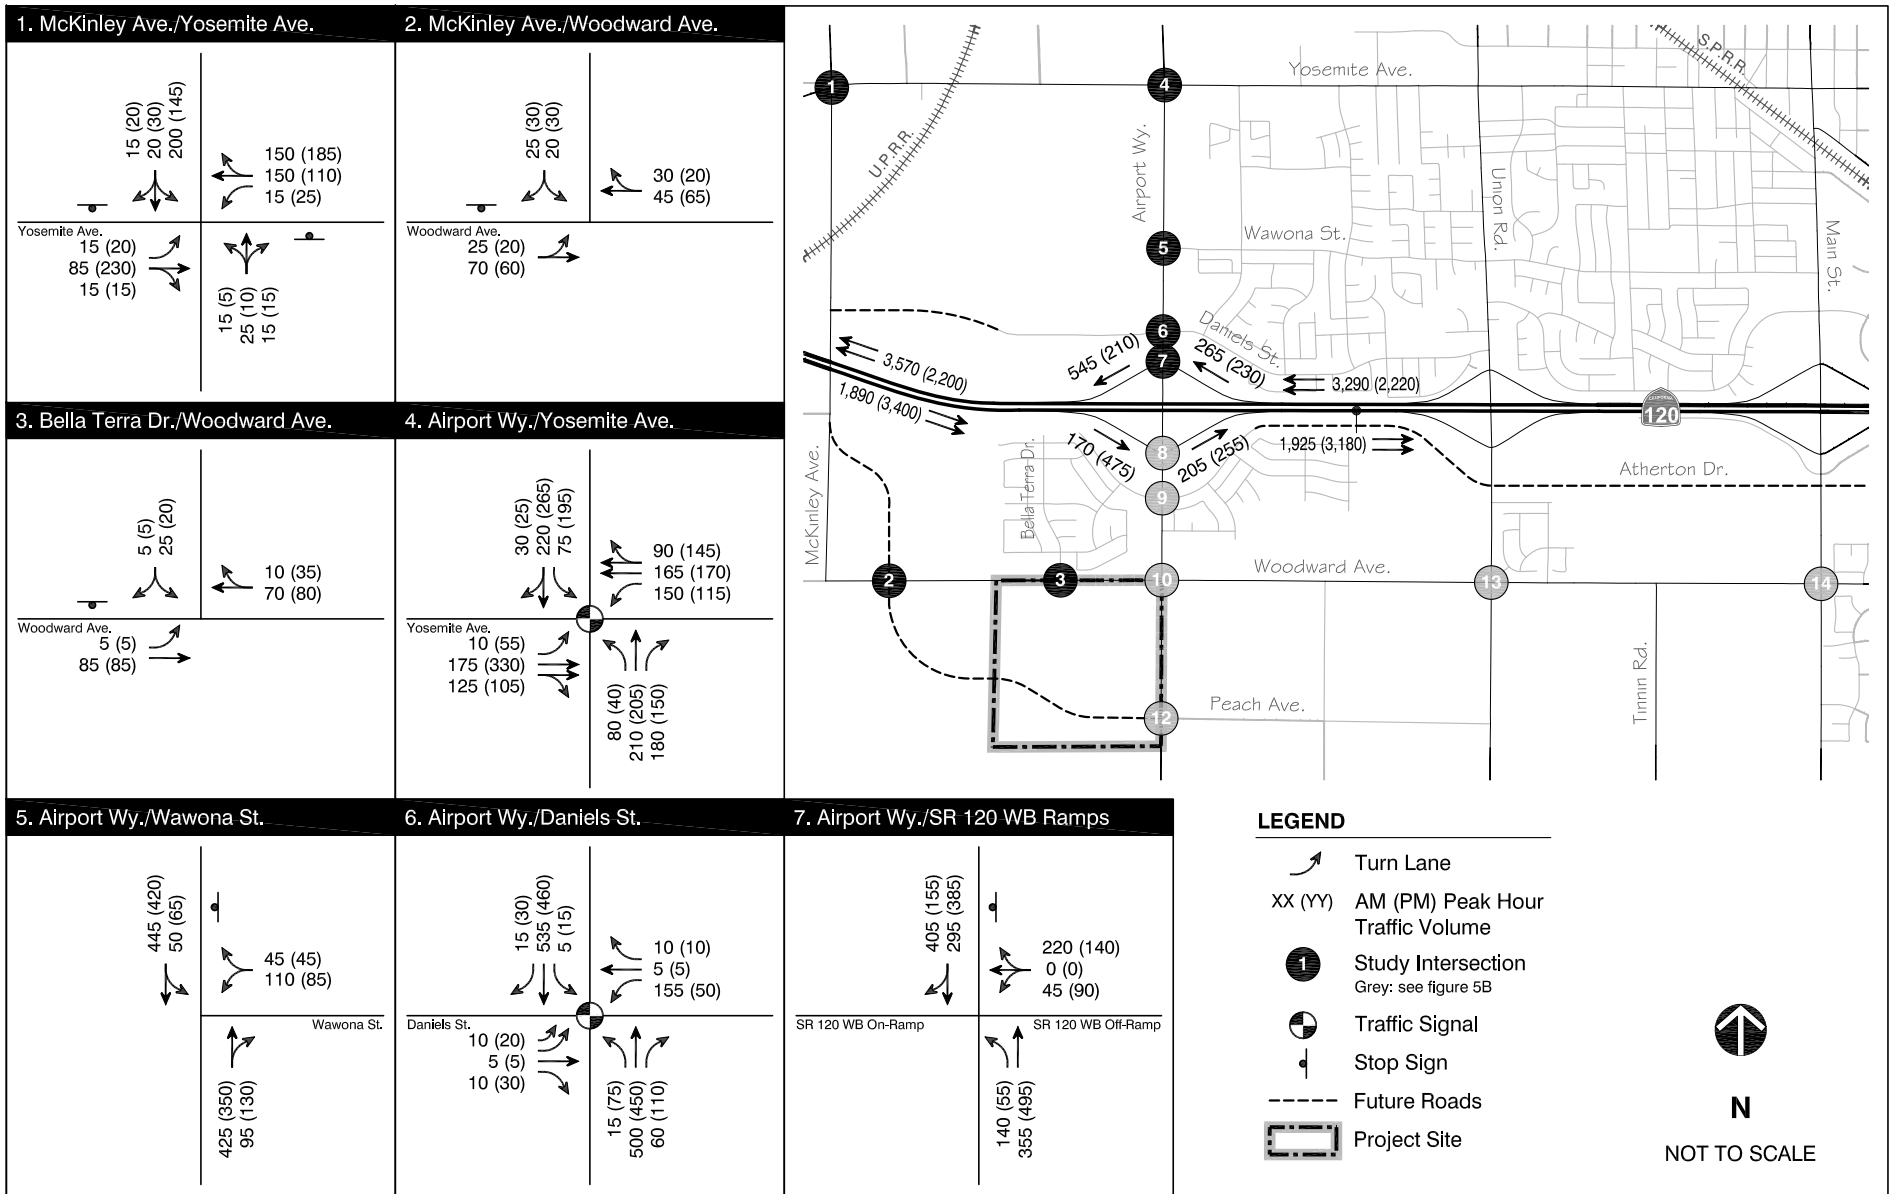 1. McKinley Ave./Yosemite Ave.
15 (20)
20 (30)
200 (145)
150 (185)
150 (110)
15 (25)
Yosemite Ave.
15 (20)
85 (230)
15 (15)
15 (5)
25 (10)
15 (15)
2. McKinley Ave./Woodward Ave.
25 (30)
20 (30)
30 (20)
45 (65)
Woodward Ave.
25 (20)
70 (60)
3. Bella Terra Dr./Woodward Ave.
5 (5)
25 (20)
10 (35)
70 (80)
Woodward Ave.
5 (5)
85 (85)
4. Airport Wy./Yosemite Ave.
30 (25)
220 (265)
75 (195)
90 (145)
165 (170)
150 (115)
Yosemite Ave.
10 (55)
175 (330)
125 (105)
80 (40)
210 (205)
180 (150)
5. Airport Wy./Wawona St.
445 (420)
50 (65)
45 (45)
110 (85)
Wawona St.
425 (350)
95 (130)
6. Airport Wy./Daniels St.
15 (30)
535 (460)
5 (15)
10 (10)
5 (5)
155 (50)
Daniels St.
10 (20)
5 (5)
10 (30)
15 (75)
500 (450)
60 (110)
7. Airport Wy./SR 120 WB Ramps
405 (155)
295 (385)
220 (140)
0 (0)
45 (90)
SR 120 WB On-Ramp
SR 120 WB Off-Ramp
140 (55)
355 (495)
1
4
Yosemite Ave.
S.P.R.R.
U.P.R.R.
Airport Wy.
Union Rd.
Main St.
5
Wawona St.
6
Daniels St.
7
3,570 (2,200)
545 (210)
265 (230)
3,290 (2,220)
1,890 (3,400)
CALIFORNIA
120
170 (475)
8
205 (255)
1,925 (3,180)
Atherton Dr.
McKinley Ave.
Bella Terra Dr.
9
2
3
10
Woodward Ave.
13
14
12
Peach Ave.
Tinnin Rd.
LEGEND
Turn Lane
XX (YY) AM (PM) Peak Hour
Traffic Volume
1
Study Intersection
Grey: see figure 5B
Traffic Signal
Stop Sign
Future Roads
Project Site
N
NOT TO SCALE